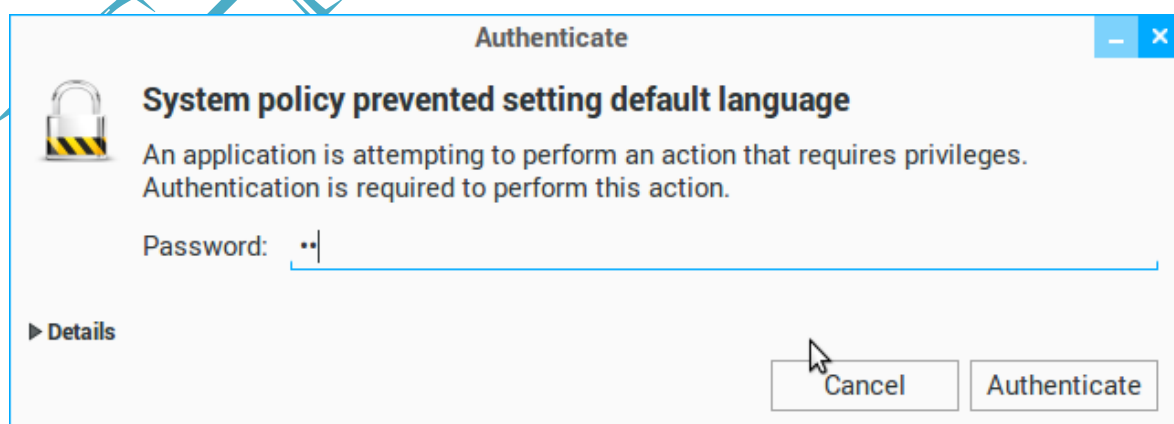 Authenticate
System policy prevented setting default language
An application is attempting to perform an action that requires privileges.
Authentication is required to perform this action.
Password: ••
Details
Cancel Authenticate